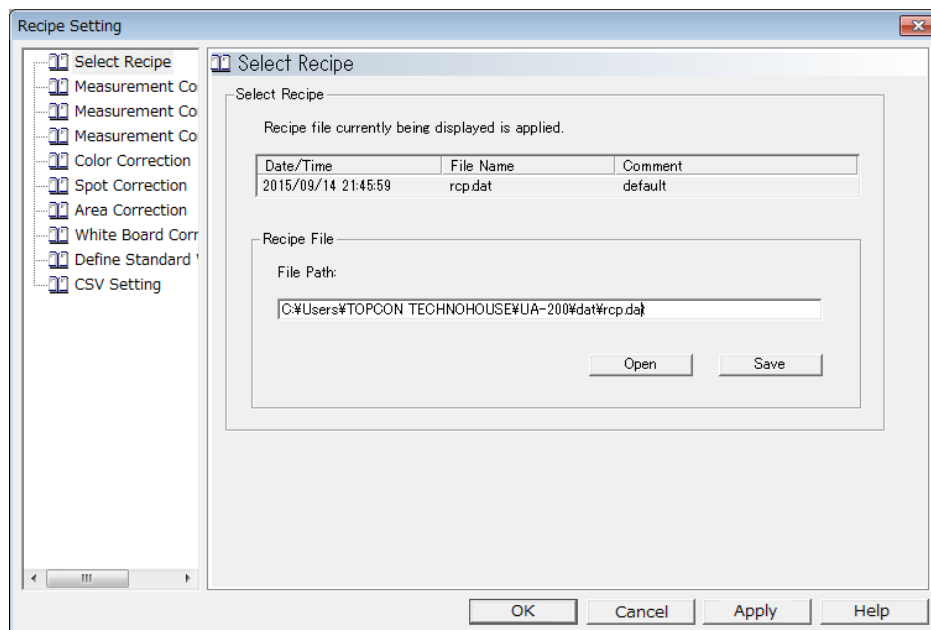 Recipe Setting
Select Recipe
Measurement Co
Measurement Co
Measurement Co
Color Correction
Spot Correction
Area Correction
White Board Corr
Define Standard
CSV Setting
Select Recipe
Select Recipe
Recipe file currently being displayed is applied.
Date/Time File Name Comment
2015/09/14 21:45:59 rcp.dat default
Recipe File
File Path:
C:¥Users¥TOPCON TECHNOHOUSE¥UA-200¥dat¥rcp.dat
Open Save
OK Cancel Apply Help